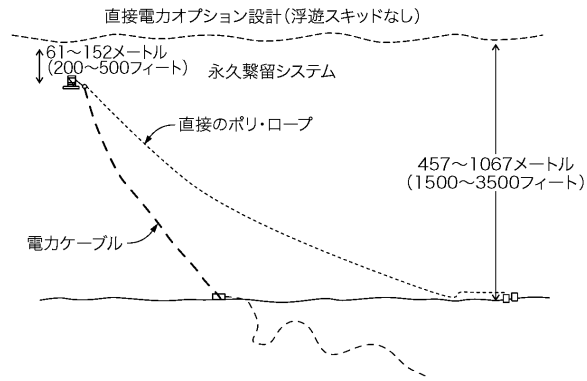 直接電力オプション設計（浮遊スキッドなし）
61～152メートル
（200～500フィート）
永久繋留システム
直接のポリ・ロープ
457～1067メートル
（1500～3500フィート）
電力ケーブル